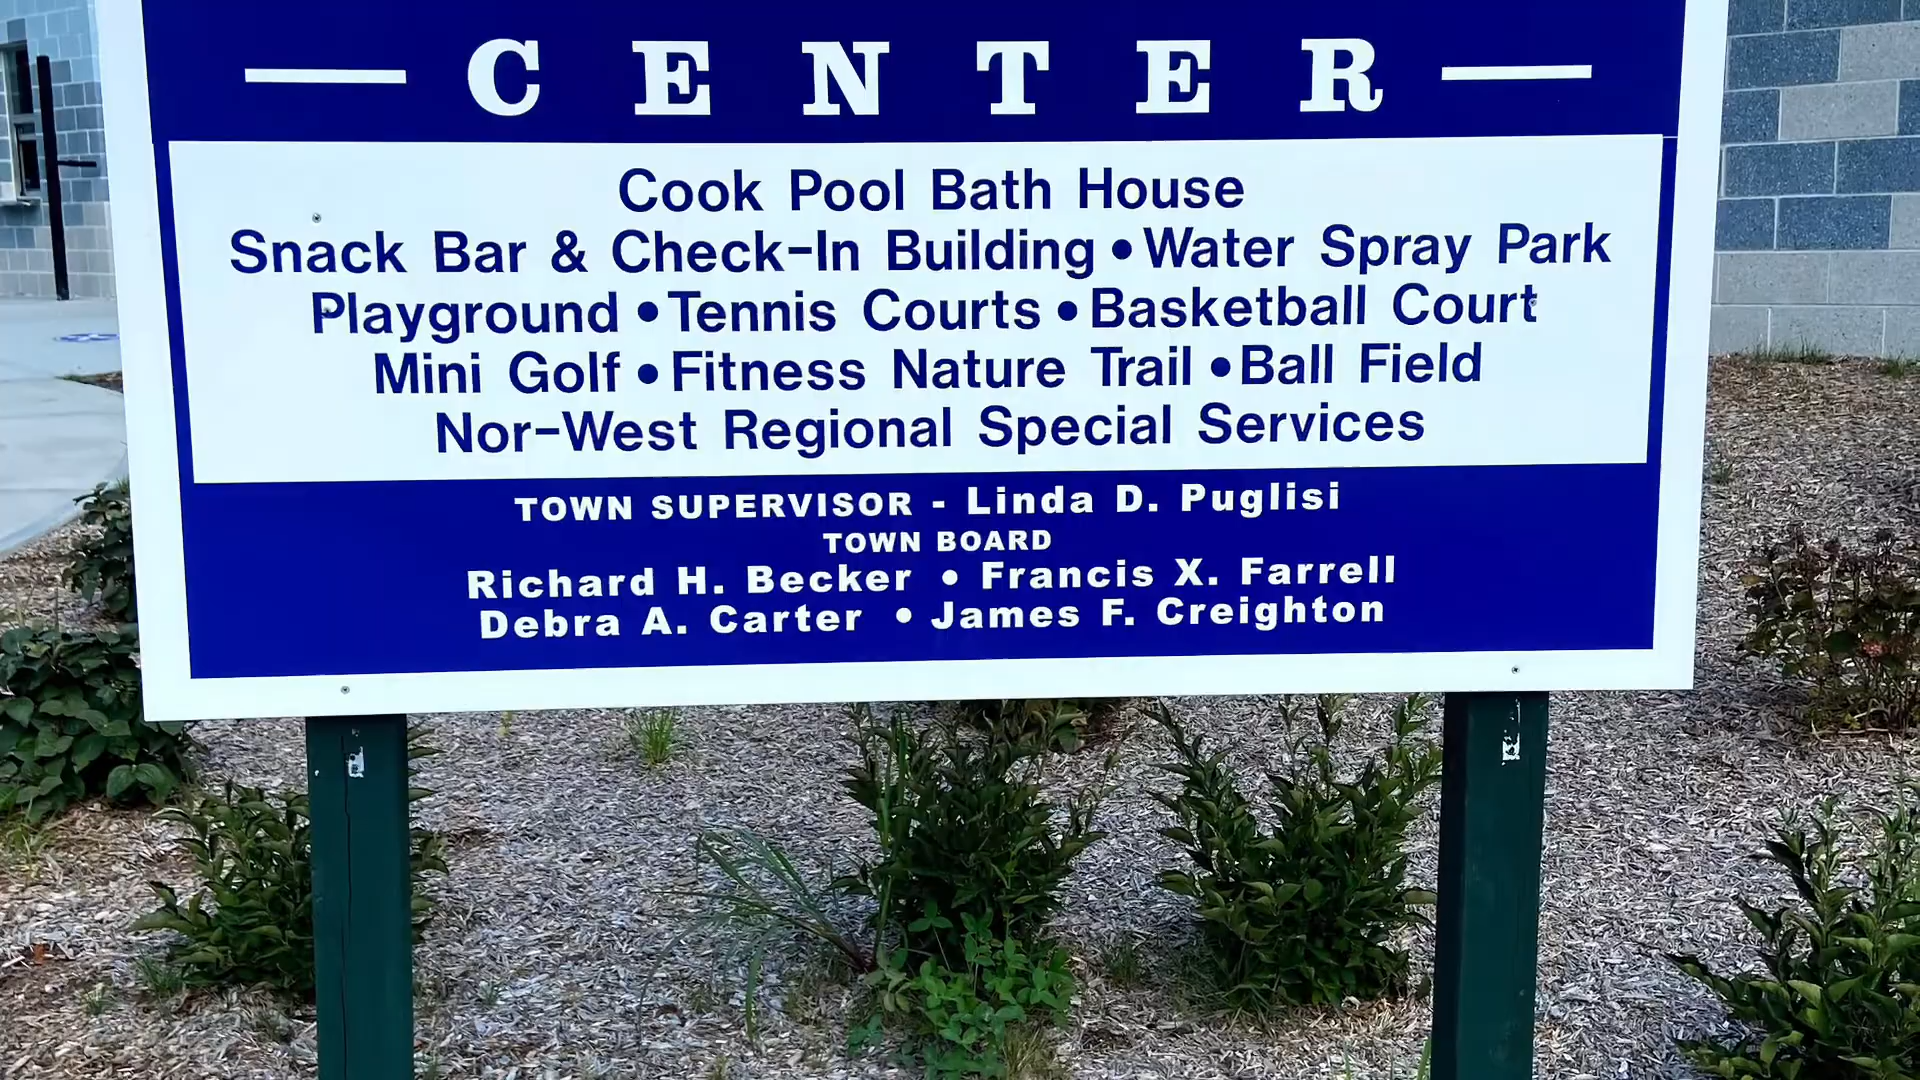 CENTER
Cook Pool Bath House
Snack Bar & Check-In Building • Water Spray Park
Playground • Tennis Courts • Basketball Court
Mini Golf • Fitness Nature Trail • Ball Field
Nor-West Regional Special Services
TOWN SUPERVISOR - Linda D. Puglisi
TOWN BOARD
Richard H. Becker • Francis X. Farrell
Debra A. Carter • James F. Creighton